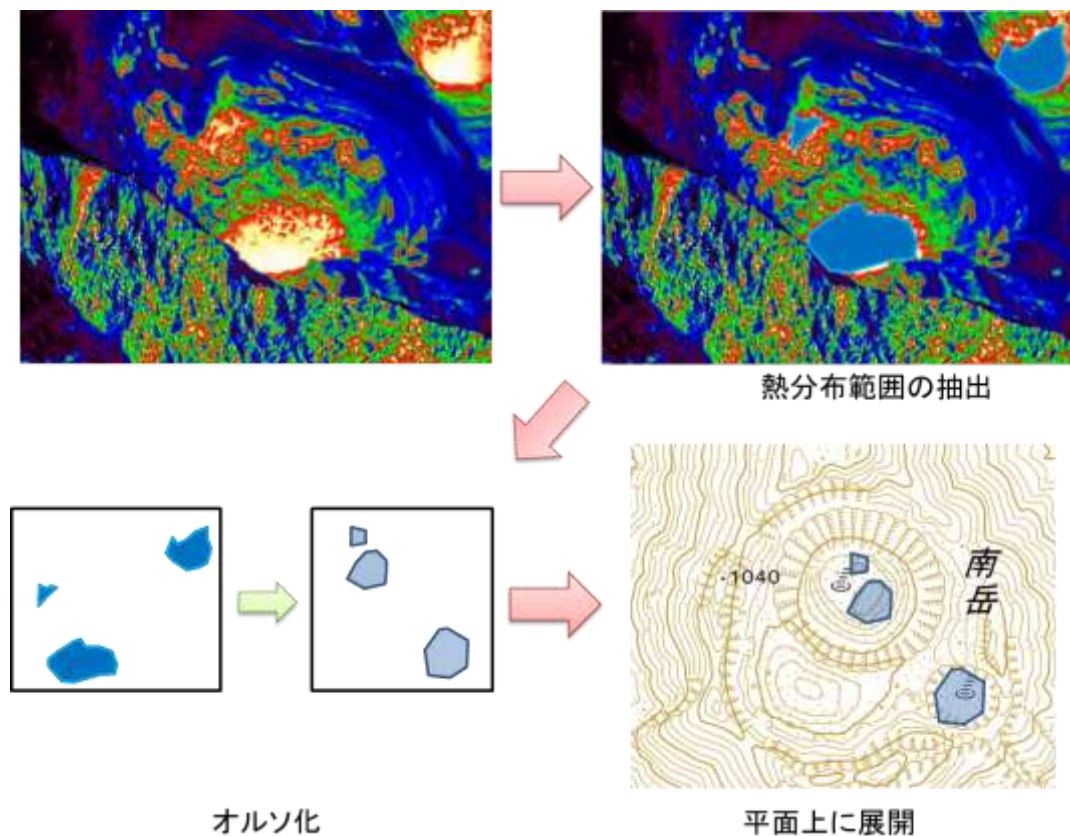 熱分布範囲の抽出
・1040
南岳
オルソ化
平面上に展開